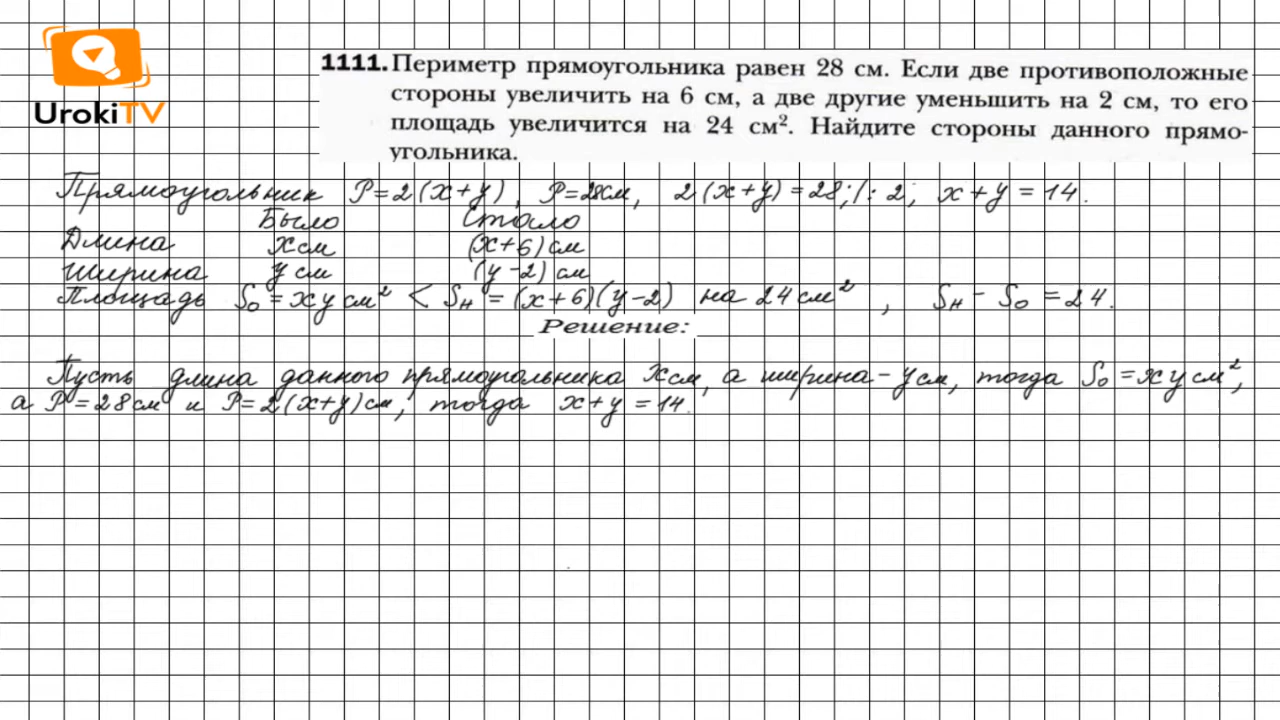 UrokiTV
1111. Периметр прямоугольника равен 28 см. Если две противоположные
стороны увеличить на 6 см, а две другие уменьшить на 2 см, то его
площадь увеличится на 24 см². Найдите стороны данного прямо-
угольника.
Прямоугольник P=2(x+y), P=28см, 2(x+y)=28; /:2; x+y=14.
Было Стало
Длина x см (x+6) см
Ширина y см (y-2) см
Площадь S₀=xy см² < Sн=(x+6)(y-2) на 24 см², Sн - S₀ = 24.
Решение:
Пусть длина данного прямоугольника x см, а ширина - y см, тогда S₀=xy см²,
а P=28 см и P=2(x+y) см, тогда x+y=14.